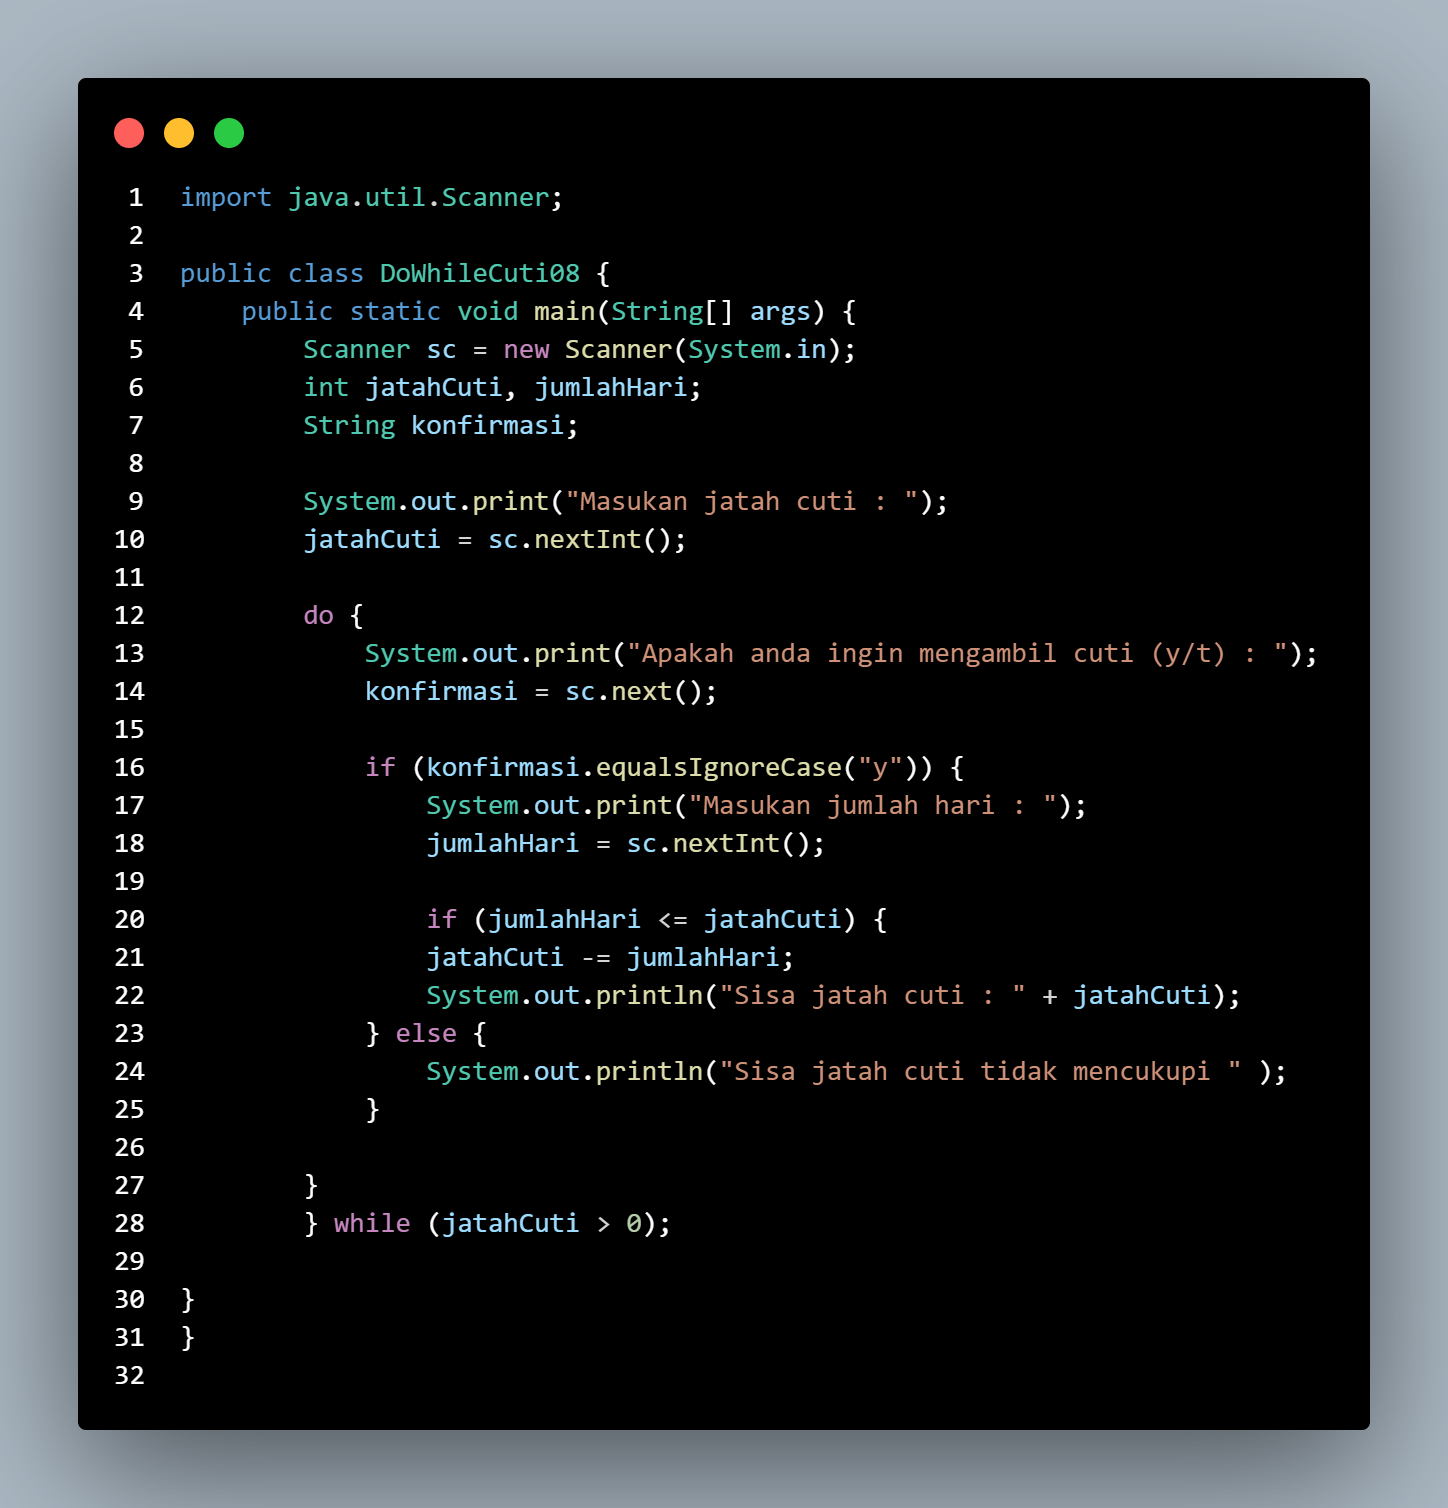 1 import java.util.Scanner;
2
3 public class DoWhileCuti08 {
4     public static void main(String[] args) {
5         Scanner sc = new Scanner(System.in);
6         int jatahCuti, jumlahHari;
7         String konfirmasi;
8
9         System.out.print("Masukan jatah cuti : ");
10         jatahCuti = sc.nextInt();
11
12         do {
13             System.out.print("Apakah anda ingin mengambil cuti (y/t) : ");
14             konfirmasi = sc.next();
15
16             if (konfirmasi.equalsIgnoreCase("y")) {
17                 System.out.print("Masukan jumlah hari : ");
18                 jumlahHari = sc.nextInt();
19
20                 if (jumlahHari <= jatahCuti) {
21                 jatahCuti -= jumlahHari;
22                 System.out.println("Sisa jatah cuti : " + jatahCuti);
23             } else {
24                 System.out.println("Sisa jatah cuti tidak mencukupi " );
25             }
26
27         }
28         } while (jatahCuti > 0);
29
30 }
31 }
32